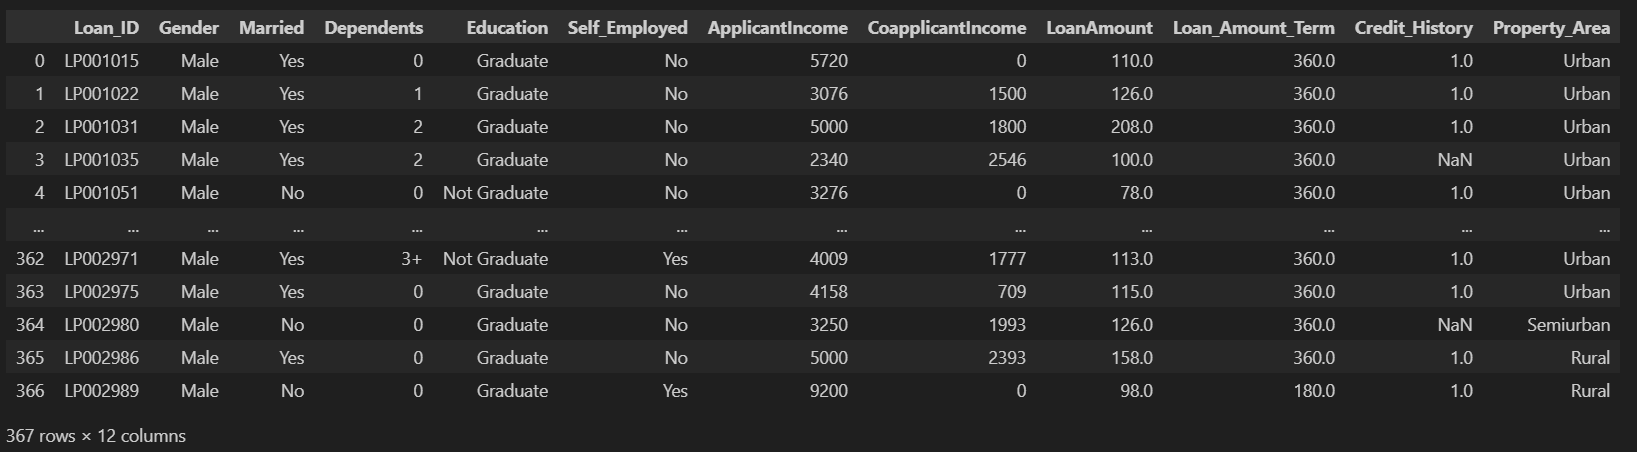 Loan_ID Gender Married Dependents Education Self_Employed ApplicantIncome CoapplicantIncome LoanAmount Loan_Amount_Term Credit_History Property_Area
0 LP001015 Male Yes 0 Graduate No 5720 0 110.0 360.0 1.0 Urban
1 LP001022 Male Yes 1 Graduate No 3076 1500 126.0 360.0 1.0 Urban
2 LP001031 Male Yes 2 Graduate No 5000 1800 208.0 360.0 1.0 Urban
3 LP001035 Male Yes 2 Graduate No 2340 2546 100.0 360.0 NaN Urban
4 LP001051 Male No 0 Not Graduate No 3276 0 78.0 360.0 1.0 Urban
... ... ... ... ... ... ... ... ... ... ... ... ...
362 LP002971 Male Yes 3+ Not Graduate Yes 4009 1777 113.0 360.0 1.0 Urban
363 LP002975 Male Yes 0 Graduate No 4158 709 115.0 360.0 1.0 Urban
364 LP002980 Male No 0 Graduate No 3250 1993 126.0 360.0 NaN Semiurban
365 LP002986 Male Yes 0 Graduate No 5000 2393 158.0 360.0 1.0 Rural
366 LP002989 Male No 0 Graduate Yes 9200 0 98.0 180.0 1.0 Rural
367 rows × 12 columns